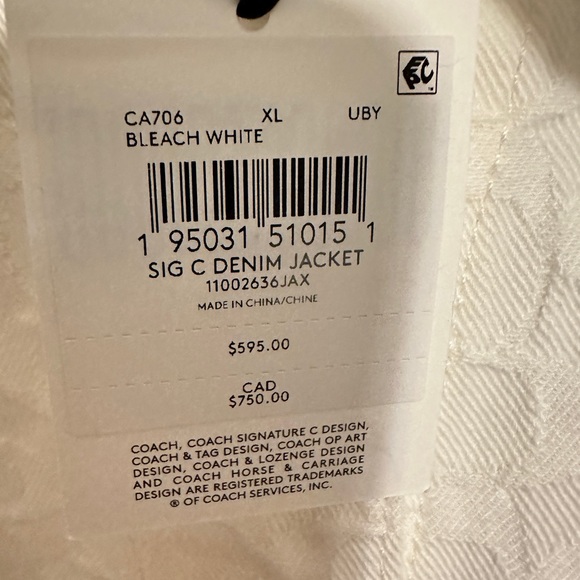 EPC
CA706 XL UBY
BLEACH WHITE
1 95031 51015 1
SIG C DENIM JACKET
11002636JAX
MADE IN CHINA/CHINE
$595.00
CAD
$750.00
COACH, COACH SIGNATURE C DESIGN,
COACH & TAG DESIGN, COACH OP ART
DESIGN, COACH & LOZENGE DESIGN
AND COACH HORSE & CARRIAGE
DESIGN ARE REGISTERED TRADEMARKS
® OF COACH SERVICES, INC.